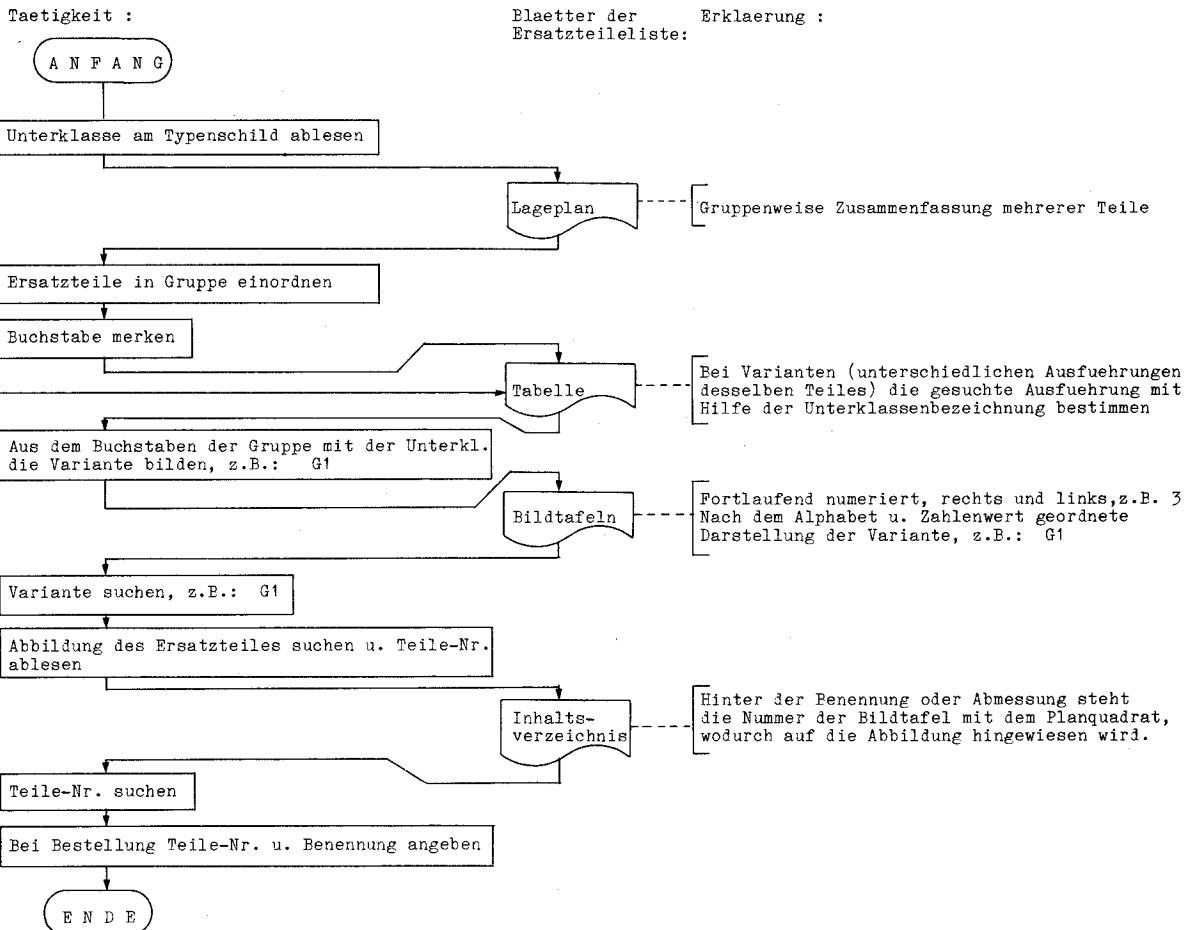 Taetigkeit :
Blaetter der
Ersatzteileliste:
Erklaerung :
A N F A N G
Unterklasse am Typenschild ablesen
Lageplan
Gruppenweise Zusammenfassung mehrerer Teile
Ersatzteile in Gruppe einordnen
Buchstabe merken
Tabelle
Bei Varianten (unterschiedlichen Ausfuehrungen
desselben Teiles) die gesuchte Ausfuehrung mit
Hilfe der Unterklassenbezeichnung bestimmen
Aus dem Buchstaben der Gruppe mit der Unterkl.
die Variante bilden, z.B.: G1
Bildtafeln
Fortlaufend numeriert, rechts und links,z.B. 3
Nach dem Alphabet u. Zahlenwert geordnete
Darstellung der Variante, z.B.: G1
Variante suchen, z.B.: G1
Abbildung des Ersatzteiles suchen u. Teile-Nr.
ablesen
Inhalts-
verzeichnis
Hinter der Benennung oder Abmessung steht
die Nummer der Bildtafel mit dem Planquadrat,
wodurch auf die Abbildung hingewiesen wird.
Teile-Nr. suchen
Bei Bestellung Teile-Nr. u. Benennung angeben
E N D E